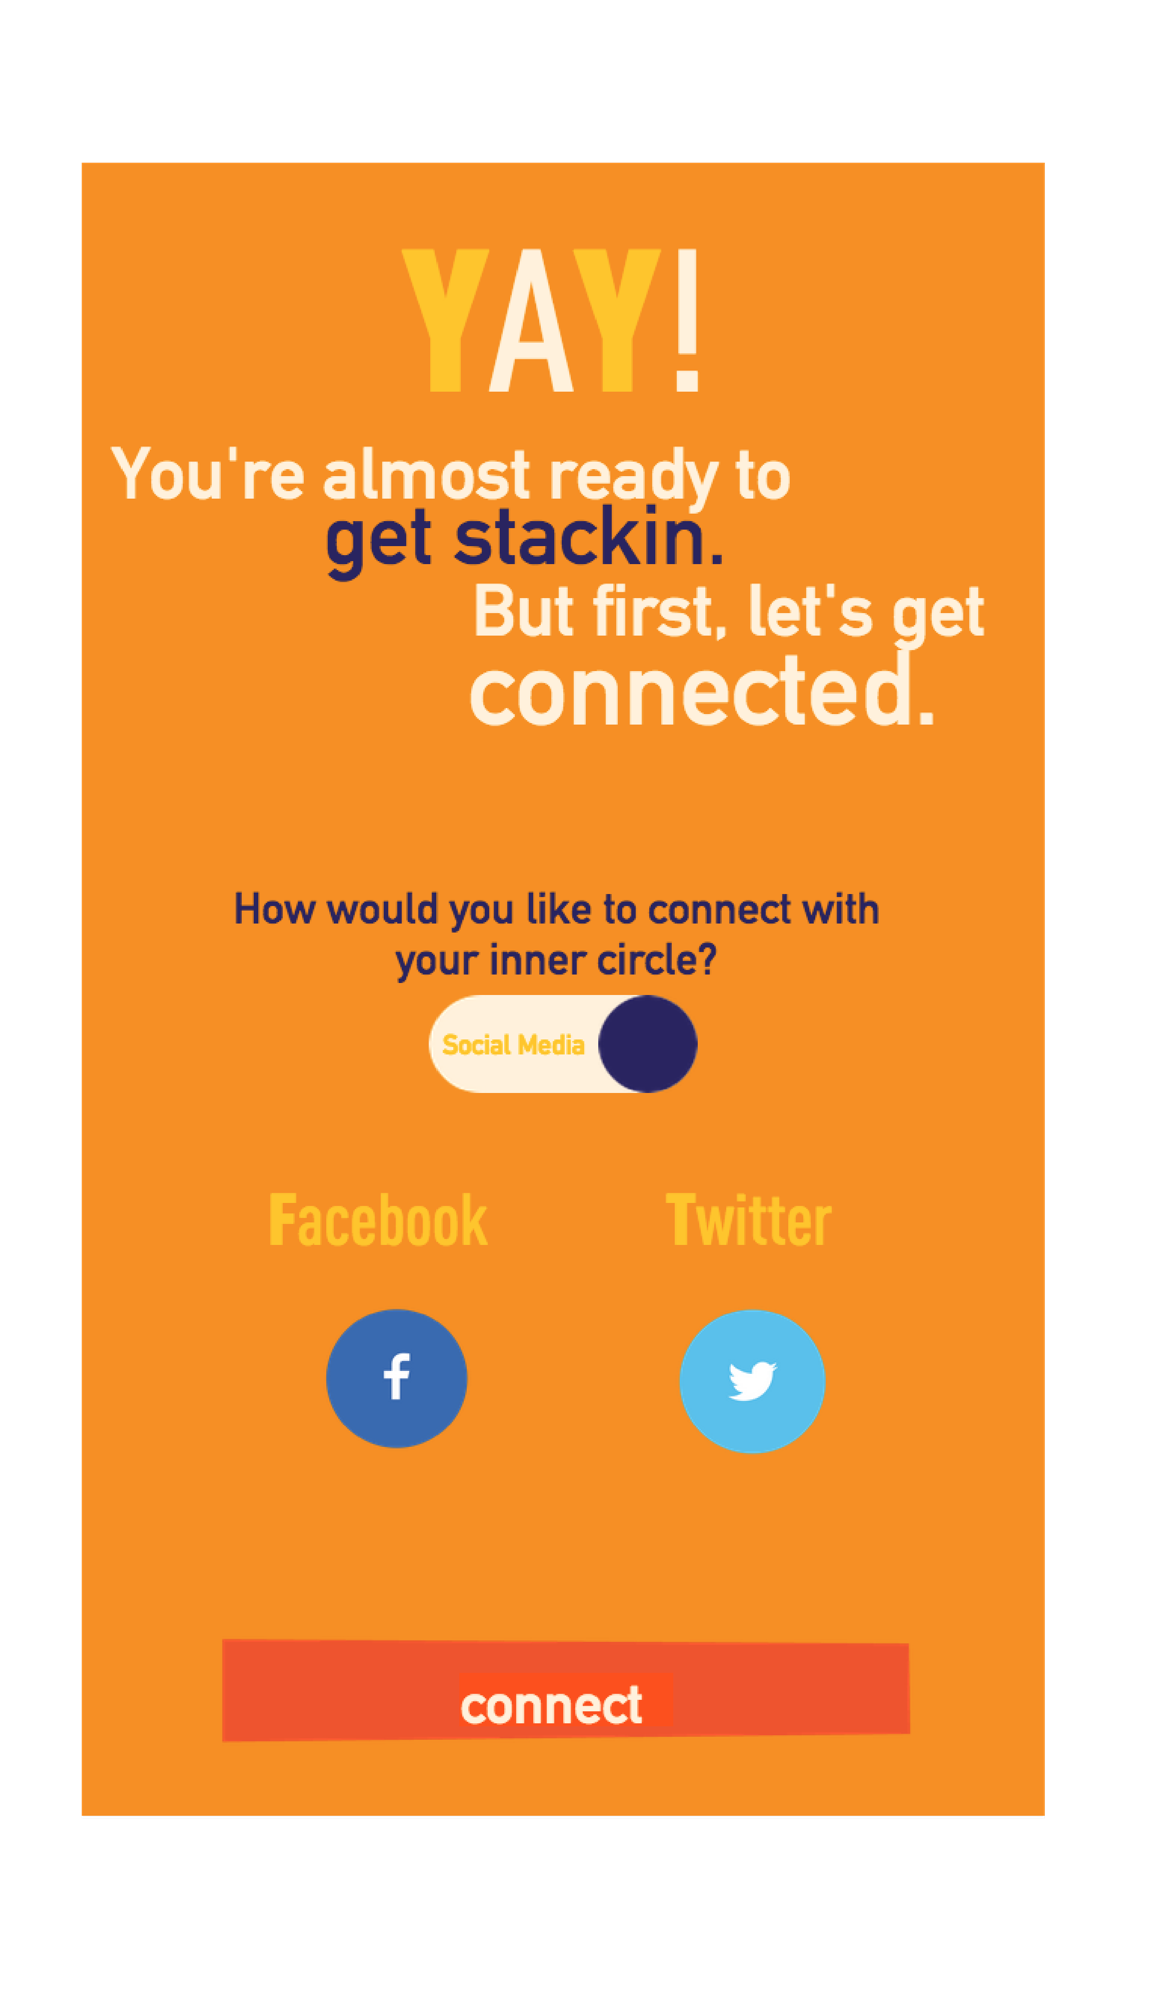 YAY!
You're almost ready to
get stackin.
But first, let's get
connected.
How would you like to connect with
your inner circle?
Social Media
Facebook
Twitter
f
connect